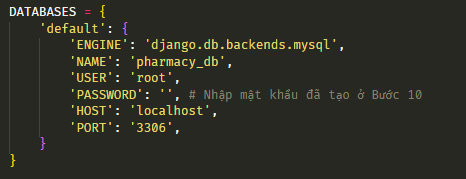 DATABASES = {
    'default': {
        'ENGINE': 'django.db.backends.mysql',
        'NAME': 'pharmacy_db',
        'USER': 'root',
        'PASSWORD': '', # Nhập mật khẩu đã tạo ở Bước 10
        'HOST': 'localhost',
        'PORT': '3306',
    }
}